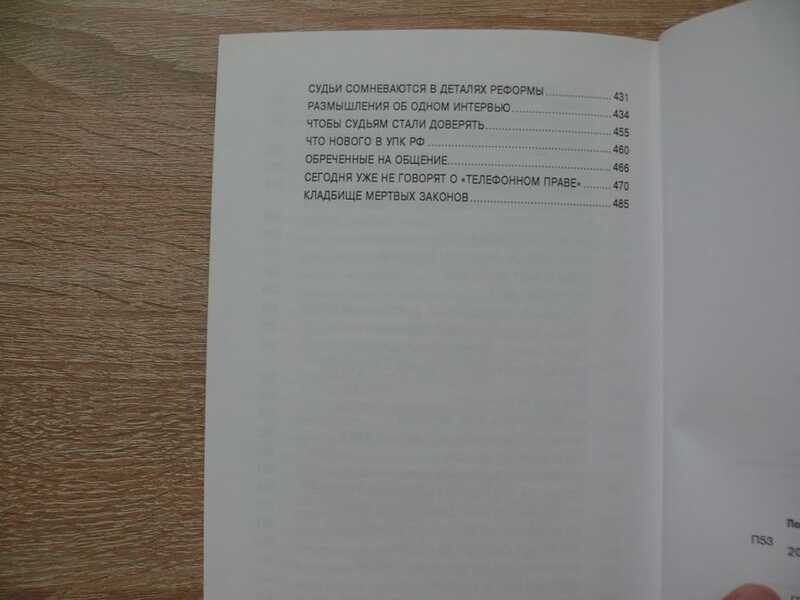 СУДЬИ СОМНЕВАЮТСЯ В ДЕТАЛЯХ РЕФОРМЫ ........ 431
РАЗМЫШЛЕНИЯ ОБ ОДНОМ ИНТЕРВЬЮ ........ 434
ЧТОБЫ СУДЬЯМ СТАЛИ ДОВЕРЯТЬ ........ 455
ЧТО НОВОГО В УПК РФ ........ 460
ОБРЕЧЕННЫЕ НА ОБЩЕНИЕ ........ 466
СЕГОДНЯ УЖЕ НЕ ГОВОРЯТ О «ТЕЛЕФОННОМ ПРАВЕ» ........ 470
КЛАДБИЩЕ МЕРТВЫХ ЗАКОНОВ ........ 485
П53